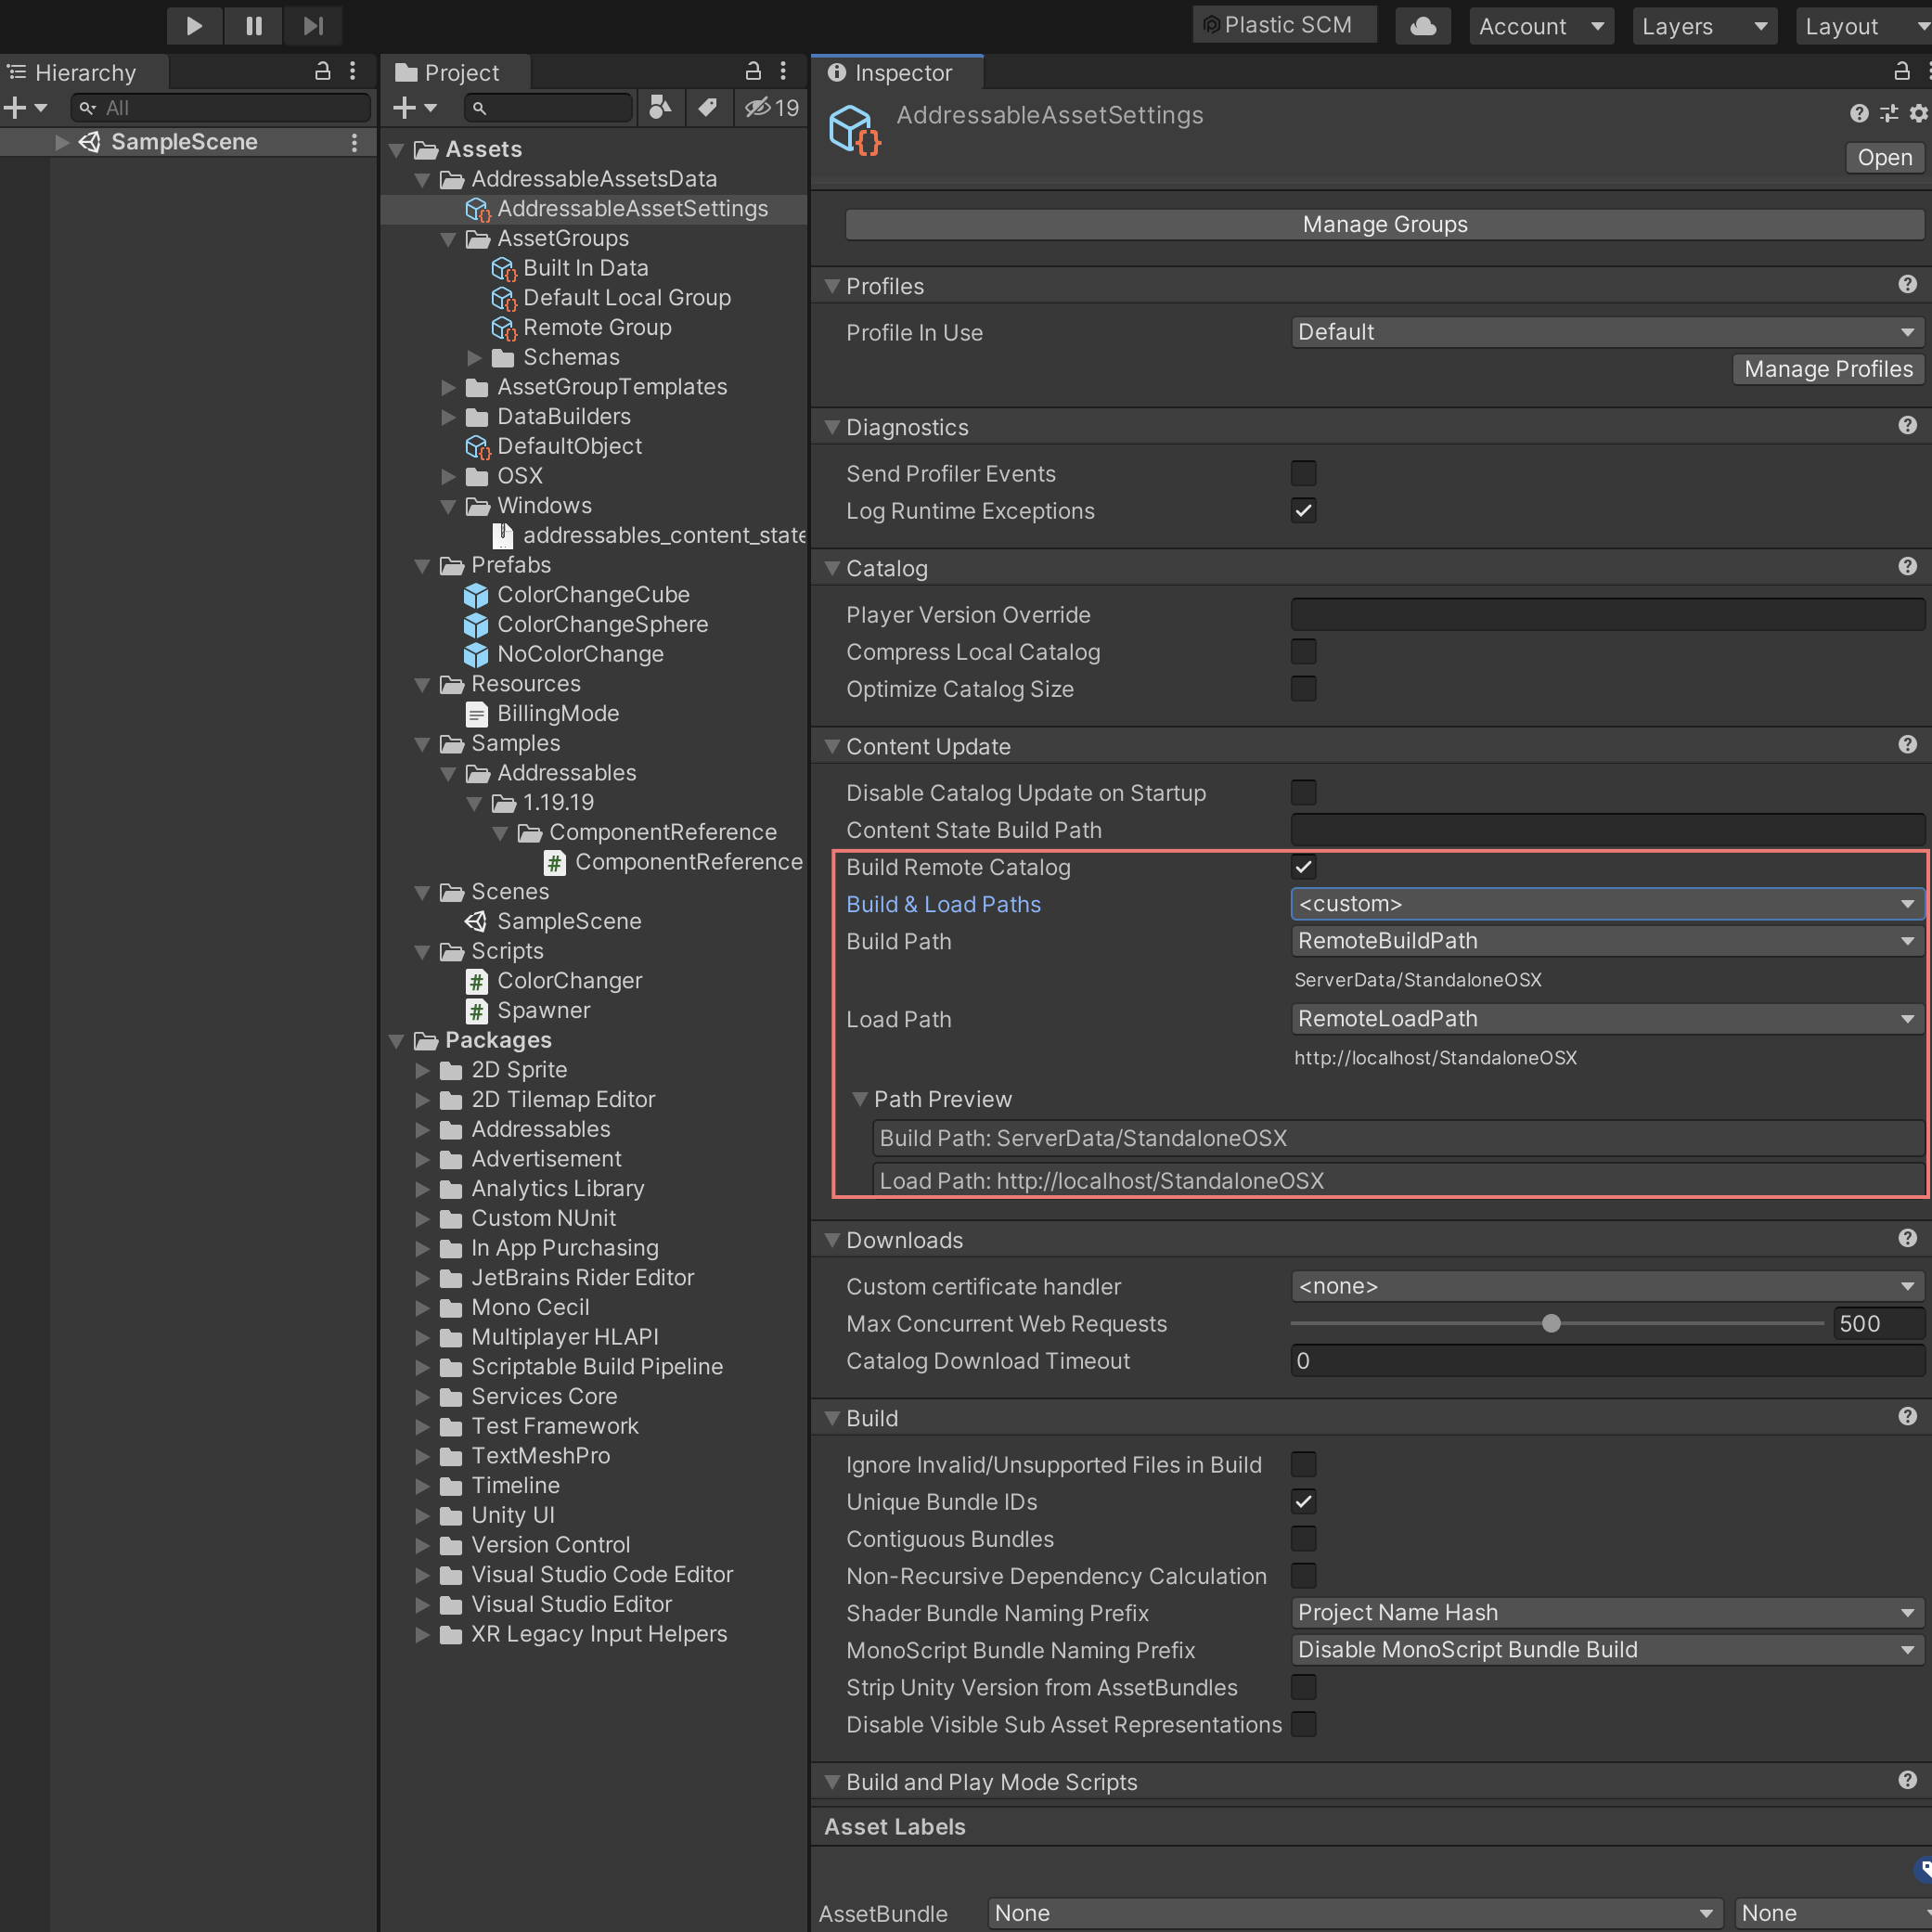 Plastic SCM
Account
Layers
Layout
Hierarchy
All
SampleScene
Project
19
Assets
AddressableAssetsData
AddressableAssetSettings
AssetGroups
Built In Data
Default Local Group
Remote Group
Schemas
AssetGroupTemplates
DataBuilders
DefaultObject
OSX
Windows
addressables_content_state
Prefabs
ColorChangeCube
ColorChangeSphere
NoColorChange
Resources
BillingMode
Samples
Addressables
1.19.19
ComponentReference
ComponentReference
Scenes
SampleScene
Scripts
ColorChanger
Spawner
Packages
2D Sprite
2D Tilemap Editor
Addressables
Advertisement
Analytics Library
Custom NUnit
In App Purchasing
JetBrains Rider Editor
Mono Cecil
Multiplayer HLAPI
Scriptable Build Pipeline
Services Core
Test Framework
TextMeshPro
Timeline
Unity UI
Version Control
Visual Studio Code Editor
Visual Studio Editor
XR Legacy Input Helpers
Inspector
AddressableAssetSettings
Open
Manage Groups
Profiles
Profile In Use Default
Manage Profiles
Diagnostics
Send Profiler Events
Log Runtime Exceptions
Catalog
Player Version Override
Compress Local Catalog
Optimize Catalog Size
Content Update
Disable Catalog Update on Startup
Content State Build Path
Build Remote Catalog
Build & Load Paths <custom>
Build Path RemoteBuildPath
ServerData/StandaloneOSX
Load Path RemoteLoadPath
http://localhost/StandaloneOSX
Path Preview
Build Path: ServerData/StandaloneOSX
Load Path: http://localhost/StandaloneOSX
Downloads
Custom certificate handler <none>
Max Concurrent Web Requests 500
Catalog Download Timeout 0
Build
Ignore Invalid/Unsupported Files in Build
Unique Bundle IDs
Contiguous Bundles
Non-Recursive Dependency Calculation
Shader Bundle Naming Prefix Project Name Hash
MonoScript Bundle Naming Prefix Disable MonoScript Bundle Build
Strip Unity Version from AssetBundles
Disable Visible Sub Asset Representations
Build and Play Mode Scripts
Asset Labels
AssetBundle None None